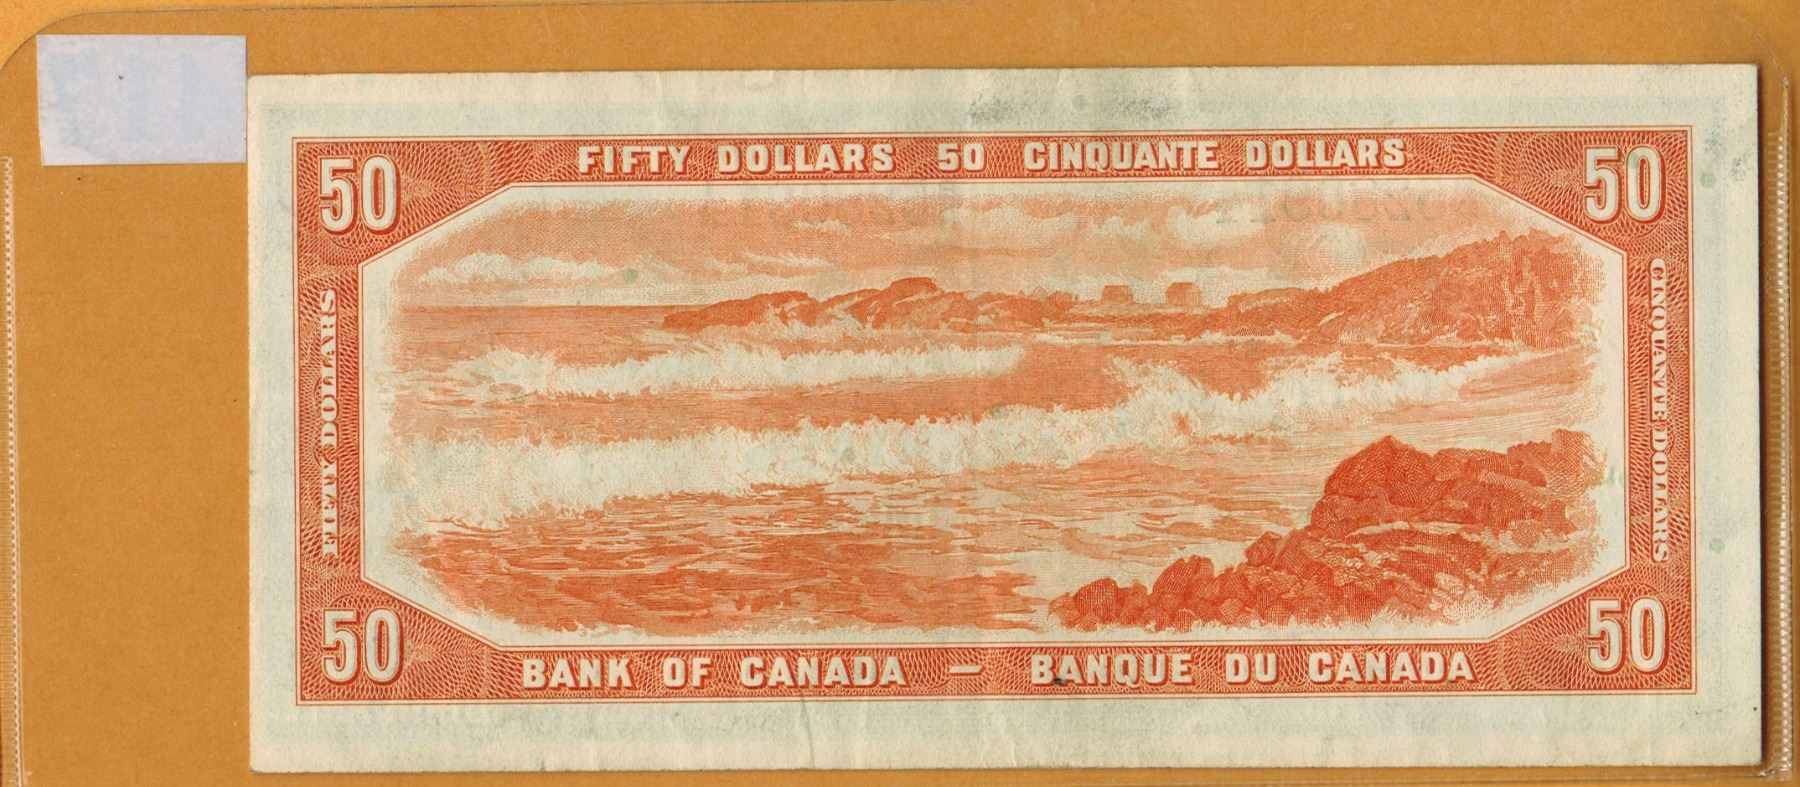 FIFTY DOLLARS 50 CINQUANTE DOLLARS
50
50
FIFTY DOLLARS
CINQUANTE DOLLARS
50
50
BANK OF CANADA — BANQUE DU CANADA